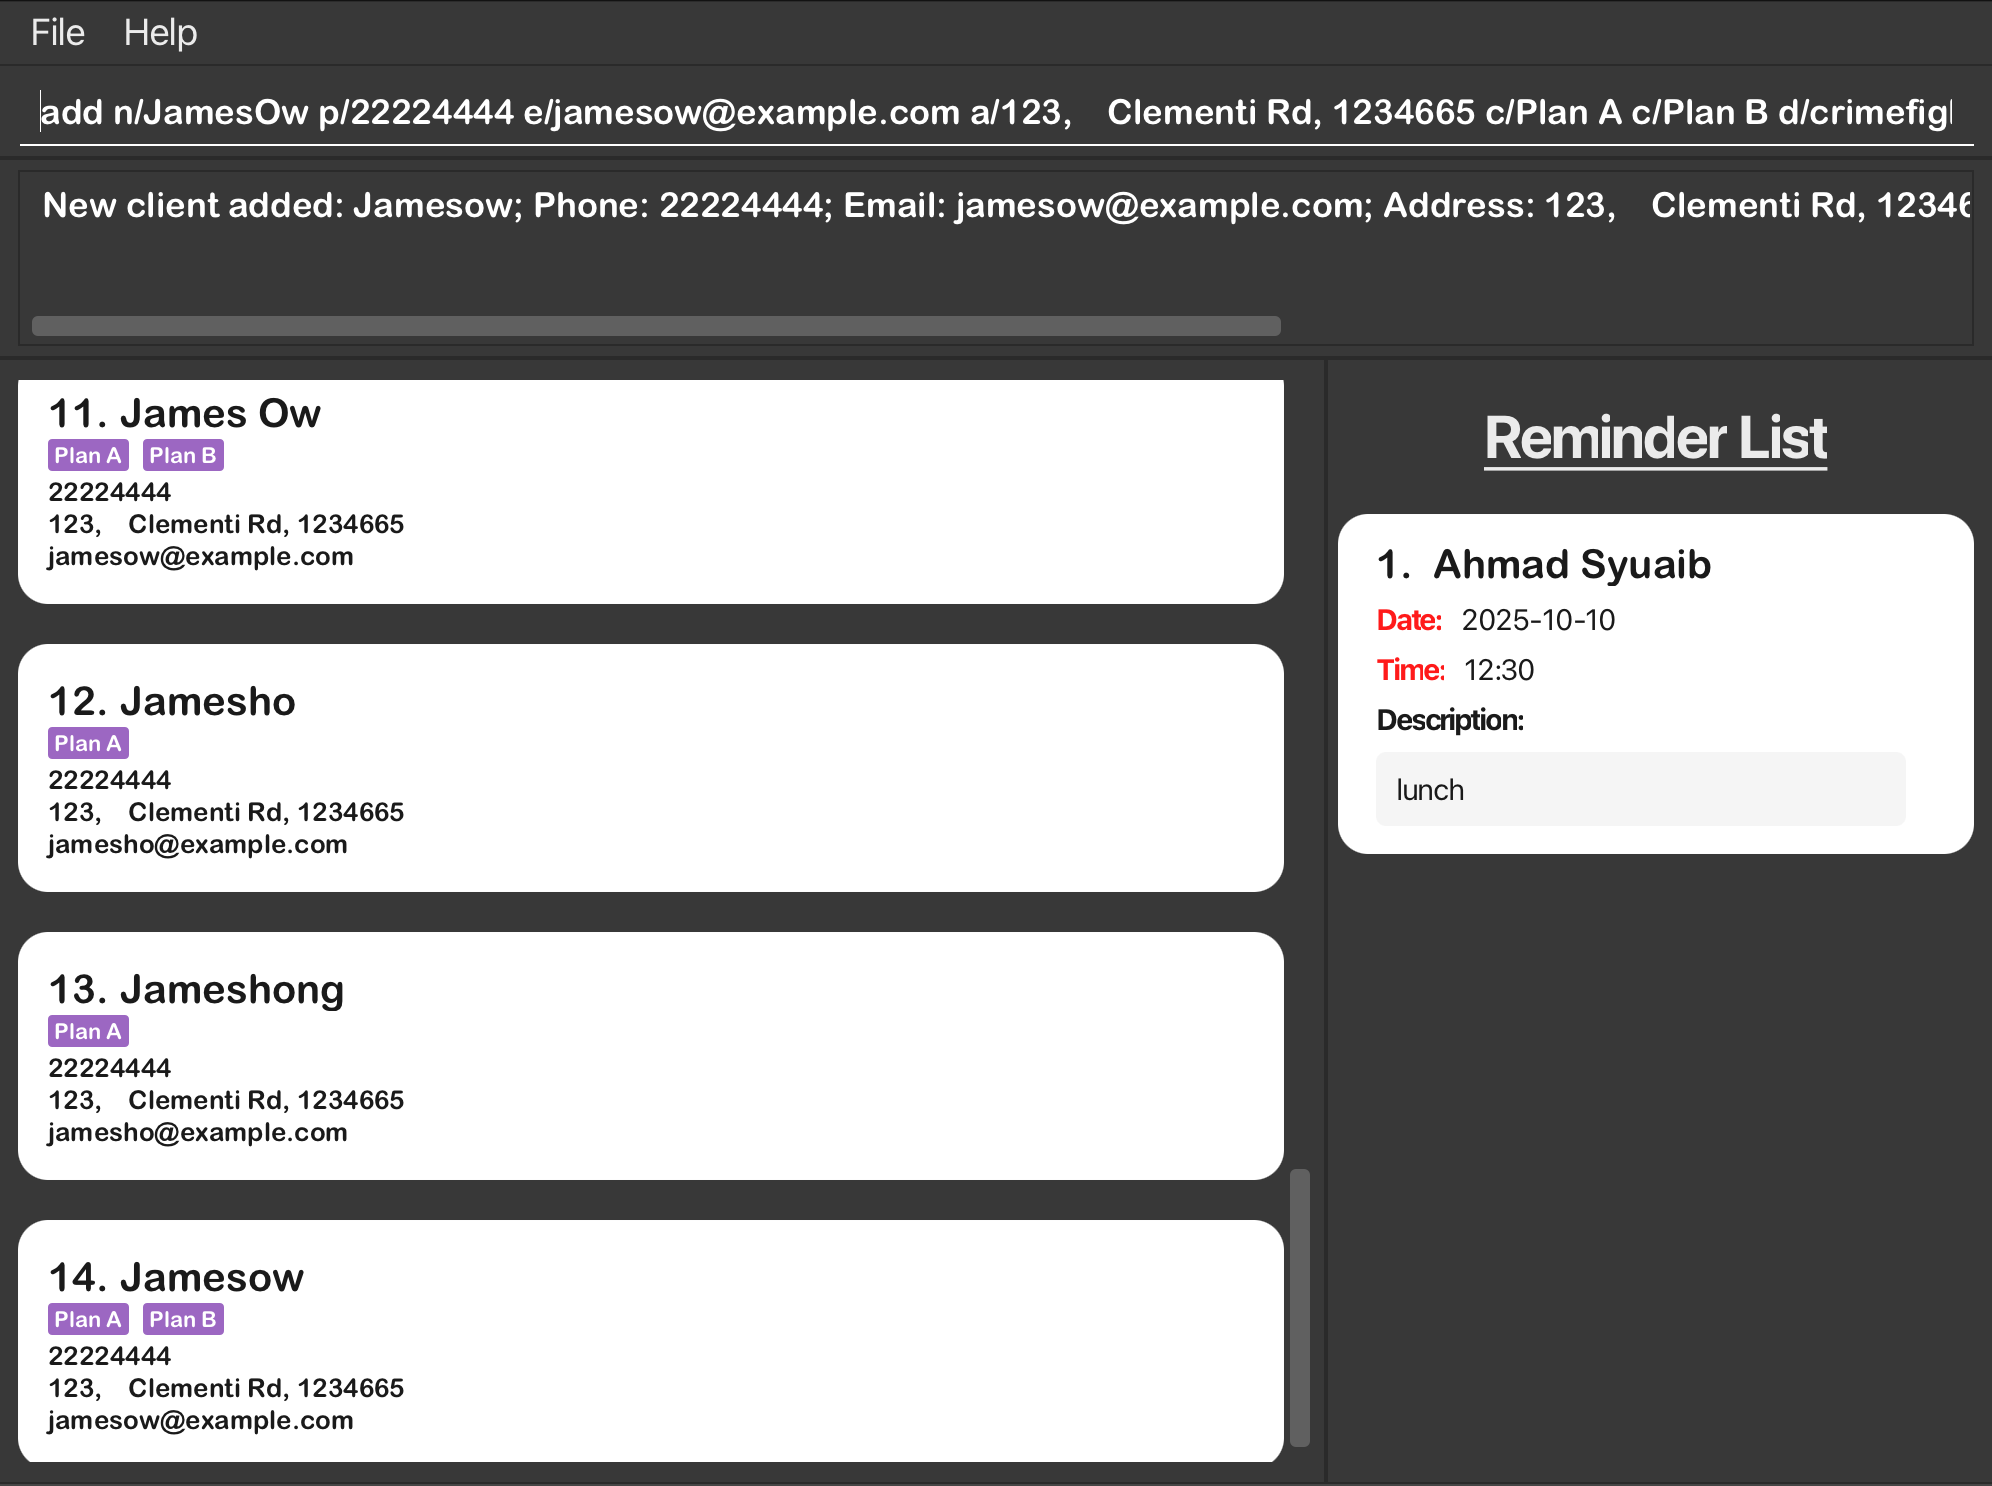 File Help
add n/JamesOw p/22224444 e/jamesow@example.com a/123,    Clementi Rd, 1234665 c/Plan A c/Plan B
New client added: Jamesow; Phone: 22224444; Email: jamesow@example.com; Address: 123,    Clementi Rd,
11. James Ow
Plan A Plan B
22224444
123,    Clementi Rd, 1234665
jamesow@example.com
12. Jamesho
Plan A
22224444
123,    Clementi Rd, 1234665
jamesho@example.com
13. Jameshong
Plan A
22224444
123,    Clementi Rd, 1234665
jamesho@example.com
14. Jamesow
Plan A Plan B
22224444
123,    Clementi Rd, 1234665
jamesow@example.com
Reminder List
1. Ahmad Syuaib
Date: 2025-10-10
Time: 12:30
Description:
lunch